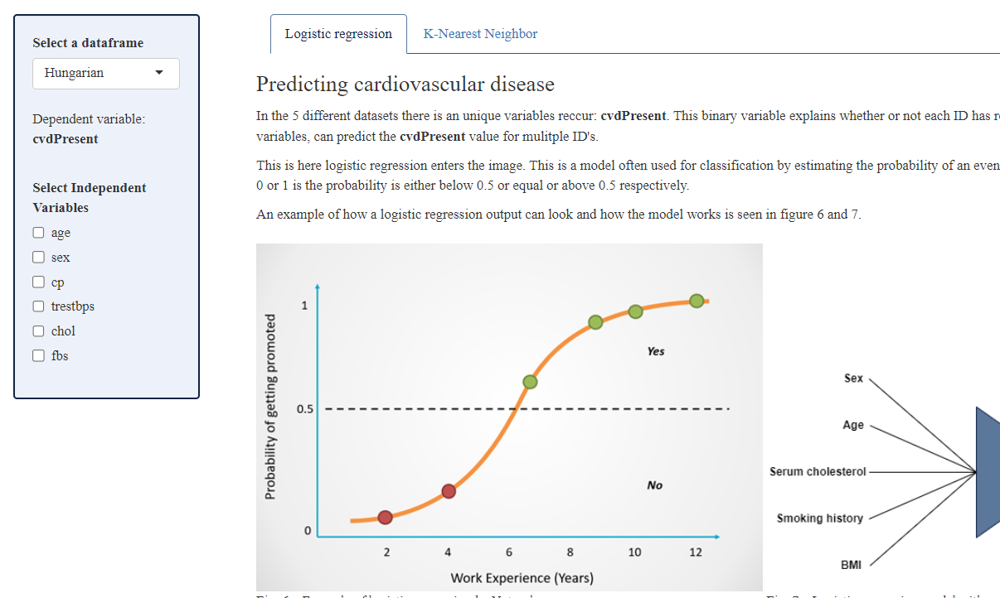 Select a dataframe
Hungarian
Dependent variable:
cvdPresent
Select Independent
Variables
age
sex
cp
trestbps
chol
fbs
Logistic regression
K-Nearest Neighbor
Predicting cardiovascular disease
In the 5 different datasets there is an unique variables reccur: cvdPresent. This binary variable explains whether or not each ID has
variables, can predict the cvdPresent value for mulitple ID's.
This is here logistic regression enters the image. This is a model often used for classification by estimating the probability of an
0 or 1 is the probability is either below 0.5 or equal or above 0.5 respectively.
An example of how a logistic regression output can look and how the model works is seen in figure 6 and 7.
Probability of getting promoted
1
0.5
0
Yes
No
2 4 6 8 10 12
Work Experience (Years)
Sex
Age
Serum cholesterol
Smoking history
BMI